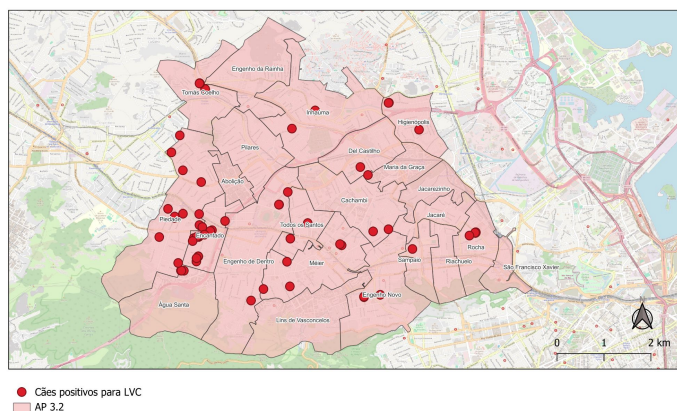 Engenho da Rainha
Tomás Coelho
Inhaúma
Higienópolis
Pilares
Del Castilho
Maria da Graça
Abolição
Jacarezinho
Cachambi
Jacaré
Piedade
Todos os Santos
Encantado
Rocha
Engenho de Dentro
Méier
Sampaio
Riachuelo
São Francisco Xavier
Água Santa
Engenho Novo
Lins de Vasconcelos
0 1 2 km
Cães positivos para LVC
AP 3.2